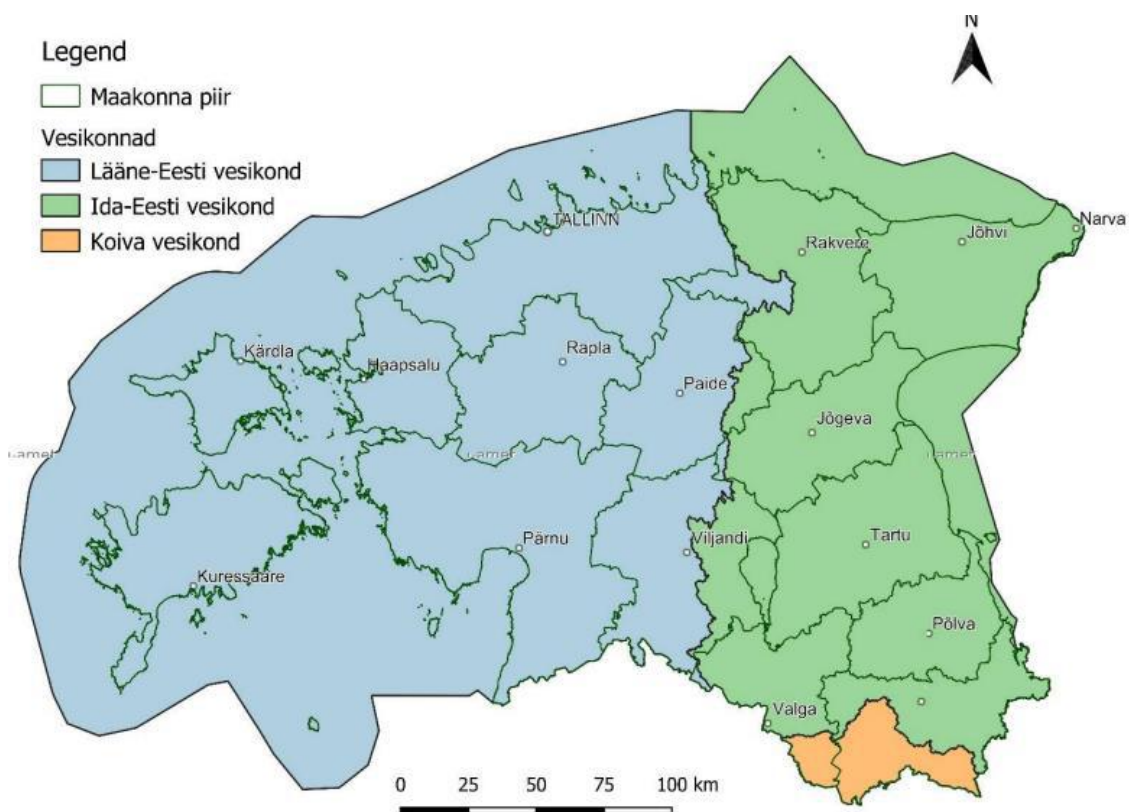 N
Legend
Maakonna piir
Vesikonnad
Lääne-Eesti vesikond
Ida-Eesti vesikond
Koiva vesikond
TALLINN
Narva
Rakvere
Jõhvi
Kärdla
Haapsalu
Rapla
Paide
Jõgeva
Pärnu
Viljandi
Tartu
Kuressaare
Põlva
Valga
0 25 50 75 100 km